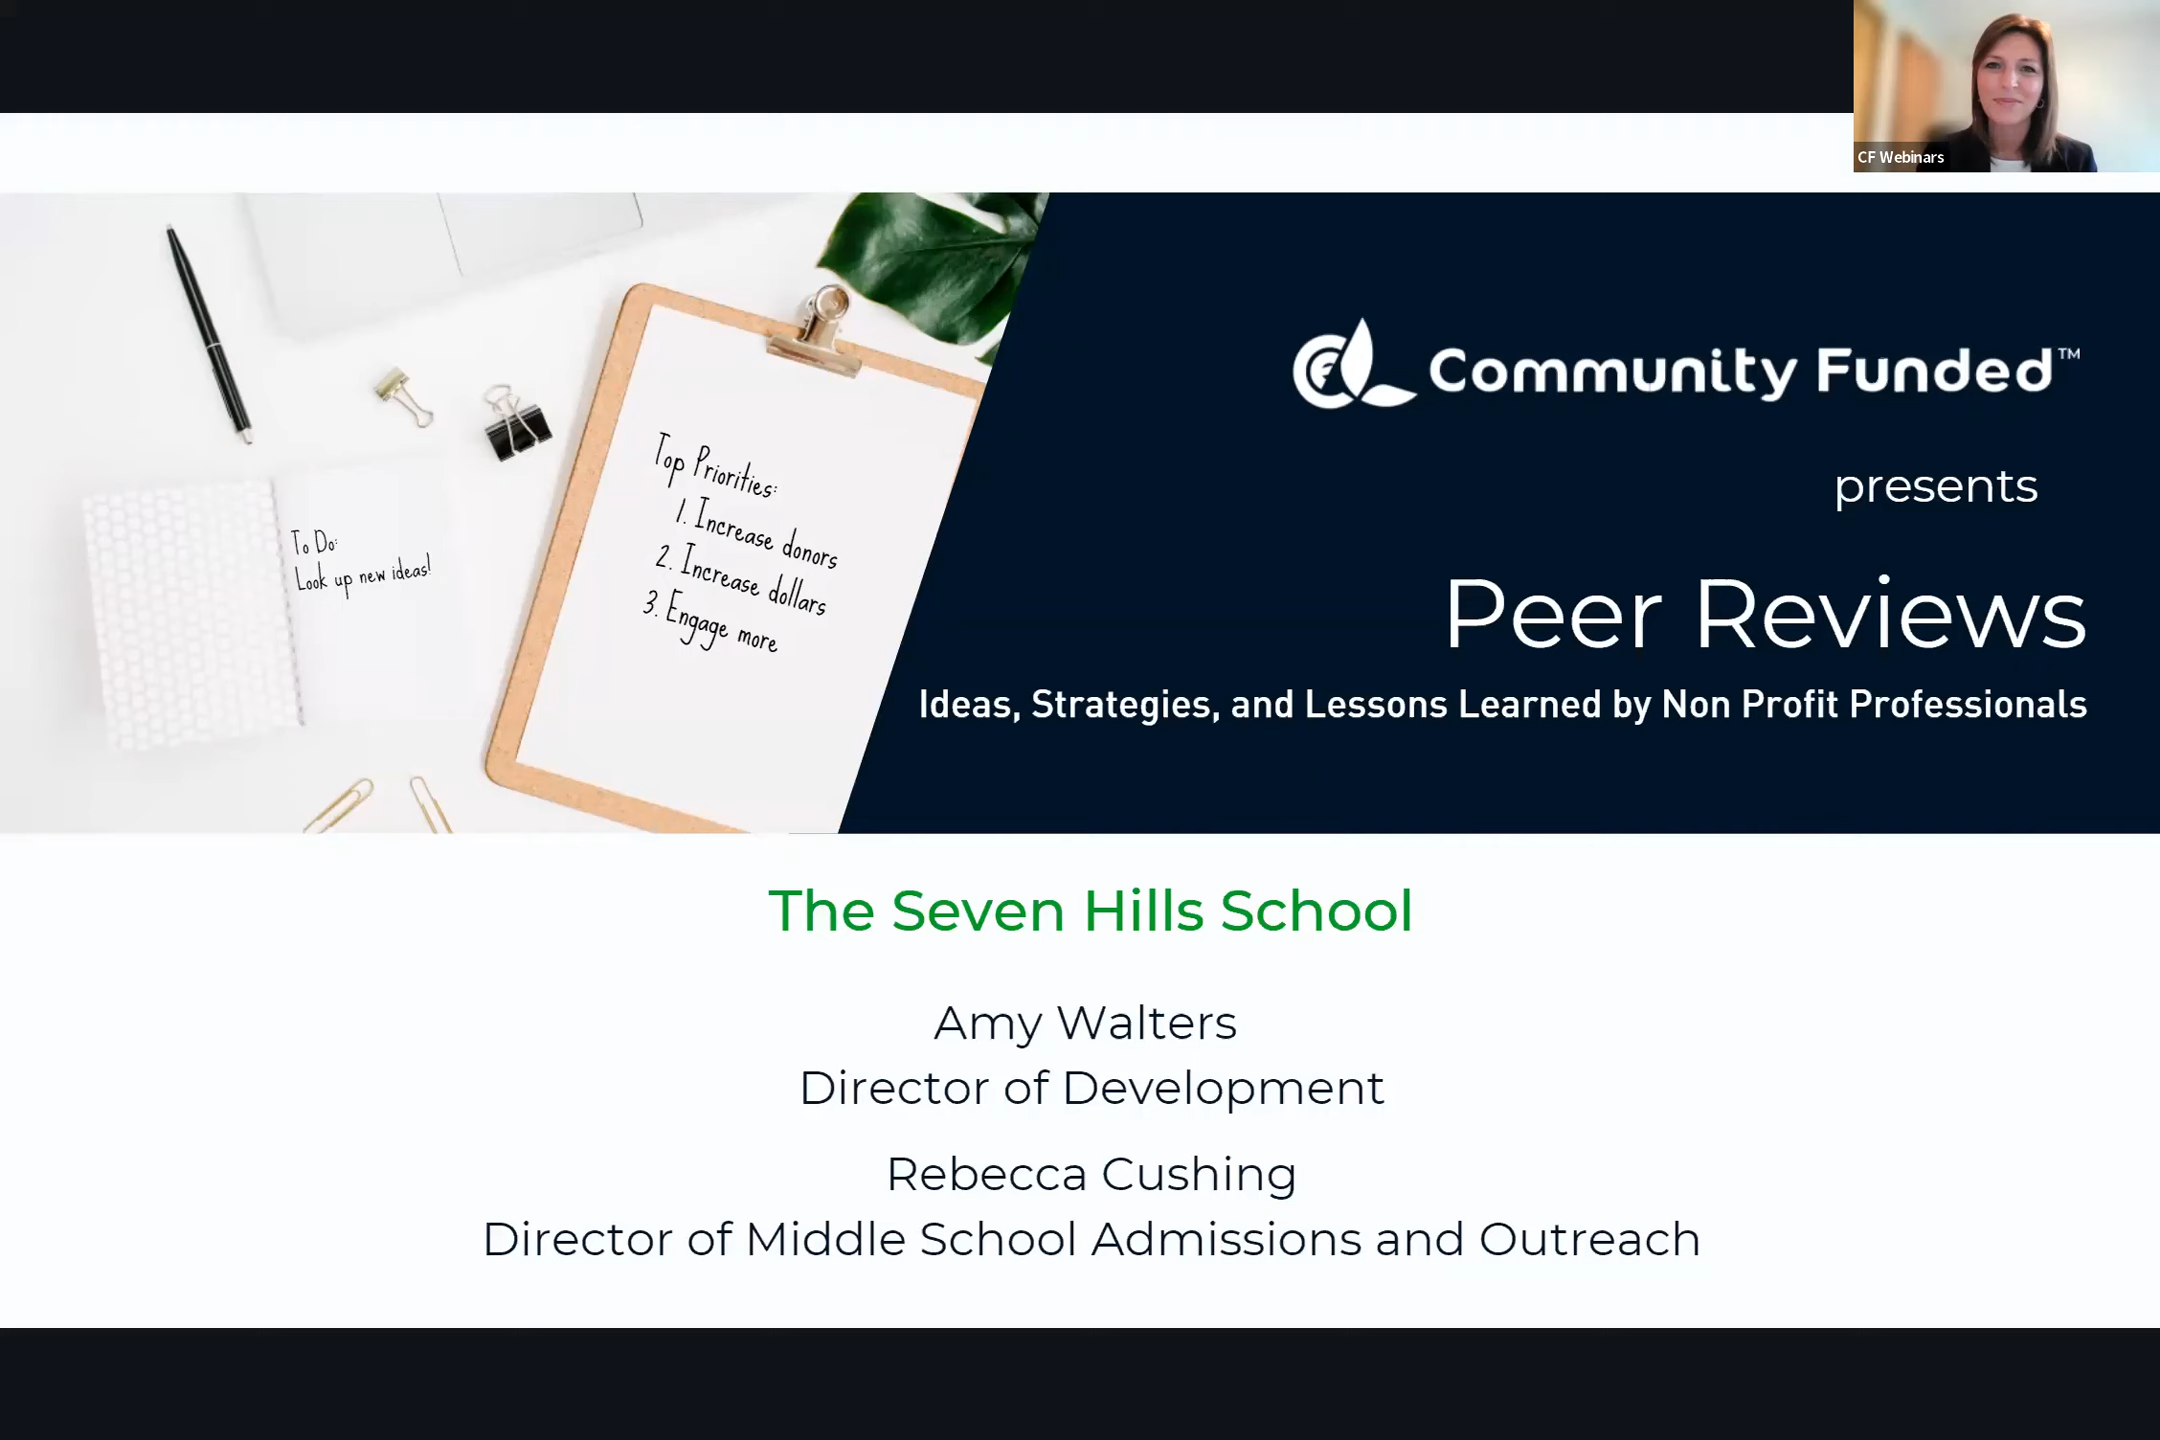 CF Webinars
Community Funded™
presents
Peer Reviews
Ideas, Strategies, and Lessons Learned by Non Profit Professionals
Top Priorities:
1. Increase donors
2. Increase dollars
3. Engage more
To Do:
Look up new ideas!
The Seven Hills School
Amy Walters
Director of Development
Rebecca Cushing
Director of Middle School Admissions and Outreach